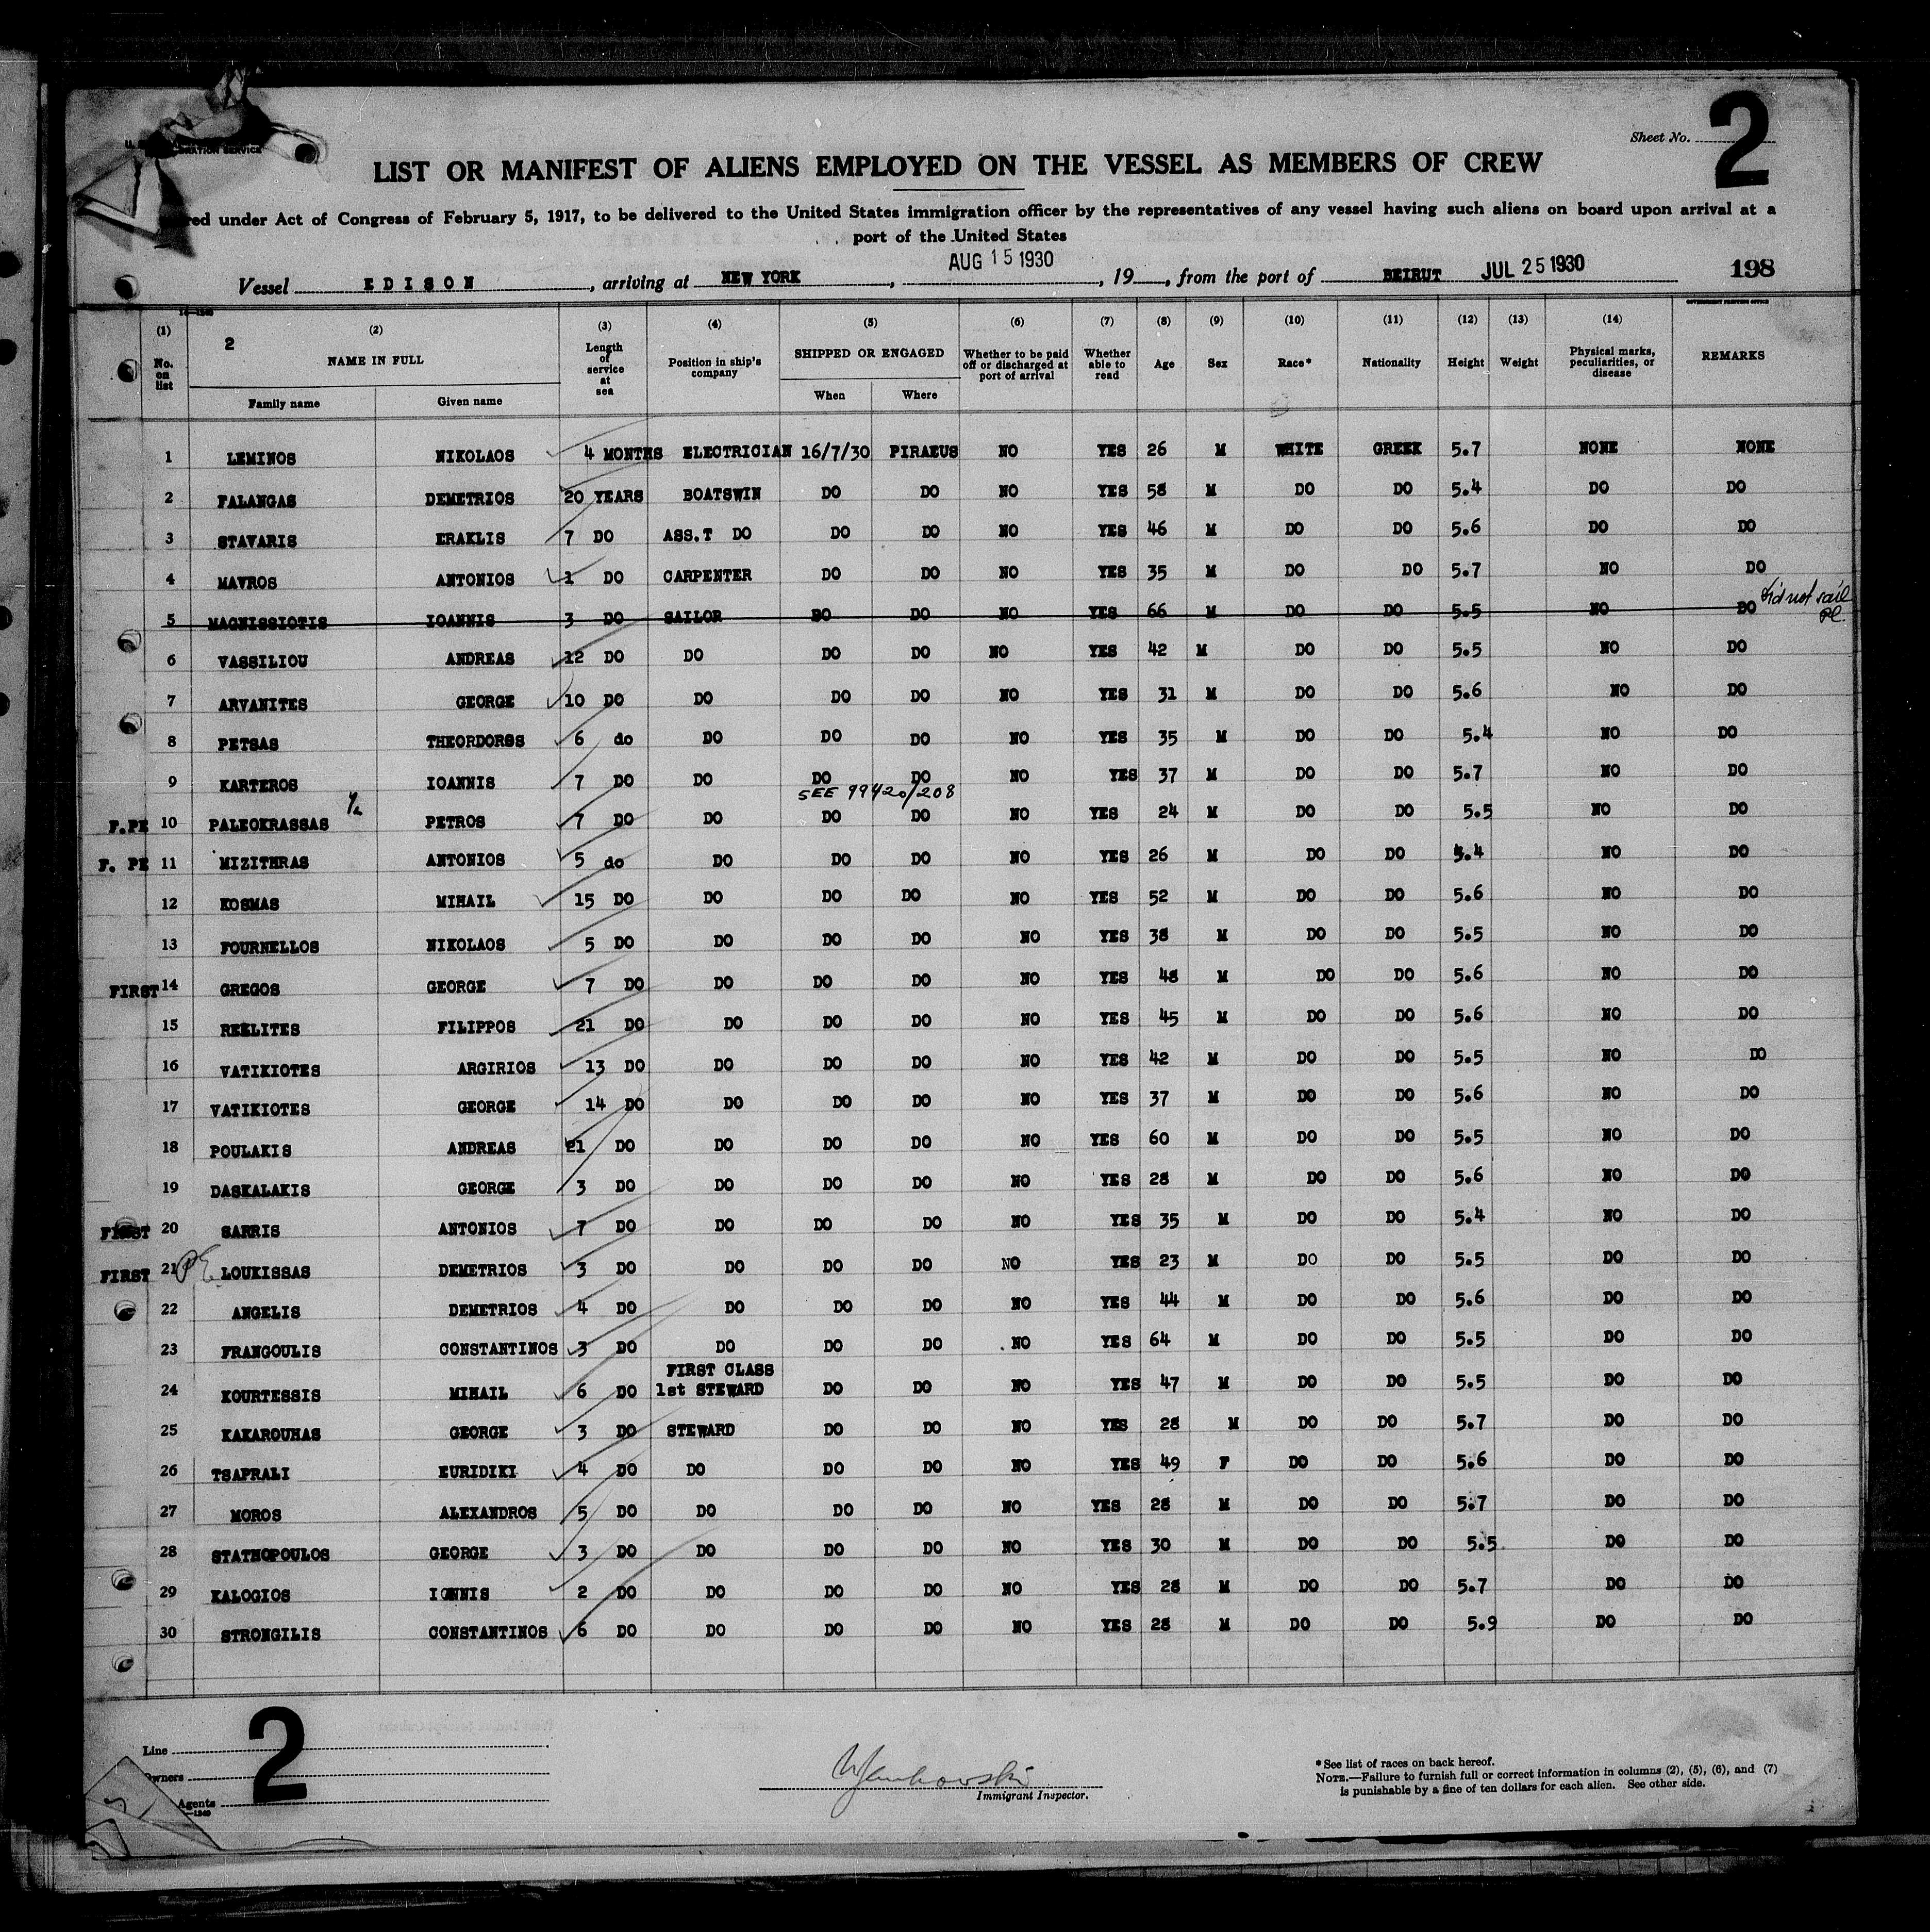 Sheet No. 2
LIST OR MANIFEST OF ALIENS EMPLOYED ON THE VESSEL AS MEMBERS OF CREW
under Act of Congress of February 5, 1917, to be delivered to the United States immigration officer by the representatives of any vessel having such aliens on board upon arrival at a
port of the United States
Vessel EDISON, arriving at NEW YORK, AUG 15 1930, 19__, from the port of BEIRUT JUL 25 1930 198
(1) (2) (3) (4) (5) (6) (7) (8) (9) (10) (11) (12) (13) (14)
2
No. on list NAME IN FULL Length of service at sea Position in ship's company SHIPPED OR ENGAGED Whether to be paid off or discharged at port of arrival Whether able to read Age Sex Race* Nationality Height Weight Physical marks, peculiarities, or disease REMARKS
Family name Given name When Where
1 LEMINOS NIKOLAOS 4 MONTHS ELECTRICIAN 16/7/30 PIRAEUS NO YES 26 M WHITE GREEK 5.7 NONE NONE
2 FALANGAS DEMETRIOS 20 YEARS BOATSWIN DO DO NO YES 58 M DO DO 5.4 DO DO
3 STAVARIS ERAKLIS 7 DO ASS.T DO DO DO NO YES 46 M DO DO 5.6 DO DO
4 MAVROS ANTONIOS 1 DO CARPENTER DO DO NO YES 35 M DO DO 5.7 NO DO
5 MAGNISSIOTIS IOANNIS 3 DO SAILOR DO DO NO YES 66 M DO DO 5.5 NO DO did not sail
6 VASSILIOU ANDREAS 12 DO DO DO DO NO YES 42 M DO DO 5.5 NO DO
7 ARVANITES GEORGE 10 DO DO DO DO NO YES 31 M DO DO 5.6 NO DO
8 PETSAS THEORDORSS 6 do DO DO DO NO YES 35 M DO DO 5.4 NO DO
9 KARTEROS IOANNIS 7 DO DO DO DO NO YES 37 M DO DO 5.7 NO DO
SEE 99420/208
F.PE 10 PALEOKRASSAS PETROS 7 DO DO DO DO NO YES 24 M DO DO 5.5 NO DO
F. PE 11 MIZITHRAS ANTONIOS 5 do DO DO DO NO YES 26 M DO DO 5.4 NO DO
12 KOSMAS MIHAIL 15 DO DO DO DO NO YES 52 M DO DO 5.6 NO DO
13 FOURNELLOS NIKOLAOS 5 DO DO DO DO NO YES 38 M DO DO 5.5 NO DO
FIRST 14 GREGOS GEORGE 7 DO DO DO DO NO YES 48 M DO DO 5.6 NO DO
15 REELITES FILIPPOS 21 DO DO DO DO NO YES 45 M DO DO 5.6 NO DO
16 VATIKIOTES ARGIRIOS 13 DO DO DO DO NO YES 42 M DO DO 5.5 NO DO
17 VATIKIOTES GEORGE 14 DO DO DO DO NO YES 37 M DO DO 5.6 NO DO
18 POULAKIS ANDREAS 21 DO DO DO DO NO YES 60 M DO DO 5.5 NO DO
19 DASKALAKIS GEORGE 3 DO DO DO DO NO YES 28 M DO DO 5.6 NO DO
FIRST 20 SARRIS ANTONIOS 7 DO DO DO DO NO YES 35 M DO DO 5.4 NO DO
FIRST 21 PE LOUKISSAS DEMETRIOS 3 DO DO DO DO NO YES 23 M DO DO 5.5 DO DO
22 ANGELIS DEMETRIOS 4 DO DO DO DO NO YES 44 M DO DO 5.6 DO DO
23 FRANGOULIS CONSTANTINOS 3 DO DO DO DO NO YES 64 M DO DO 5.5 DO DO
FIRST CLASS
24 KOURTESSIS MIHAIL 6 DO 1st STEWARD DO DO NO YES 47 M DO DO 5.5 DO DO
25 KAKAROUHAS GEORGE 3 DO STEWARD DO DO NO YES 28 M DO DO 5.7 DO DO
26 TSAPRALI EURIDIKI 4 DO DO DO DO NO YES 49 F DO DO 5.6 DO DO
27 MOROS ALEXANDROS 5 DO DO DO DO NO YES 28 M DO DO 5.7 DO DO
28 STATHOPOULOS GEORGE 3 DO DO DO DO NO YES 30 M DO DO 5.5 DO DO
29 KALOGIOS IONNIS 2 DO DO DO DO NO YES 28 M DO DO 5.7 DO DO
30 STRONGILIS CONSTANTINOS 6 DO DO DO DO NO YES 28 M DO DO 5.9 DO DO
Line
Owners
Agents
2
Immigrant Inspector.
*See list of races on back hereof.
NOTE.—Failure to furnish full or correct information in columns (2), (5), (6), and (7)
is punishable by a fine of ten dollars for each alien. See other side.